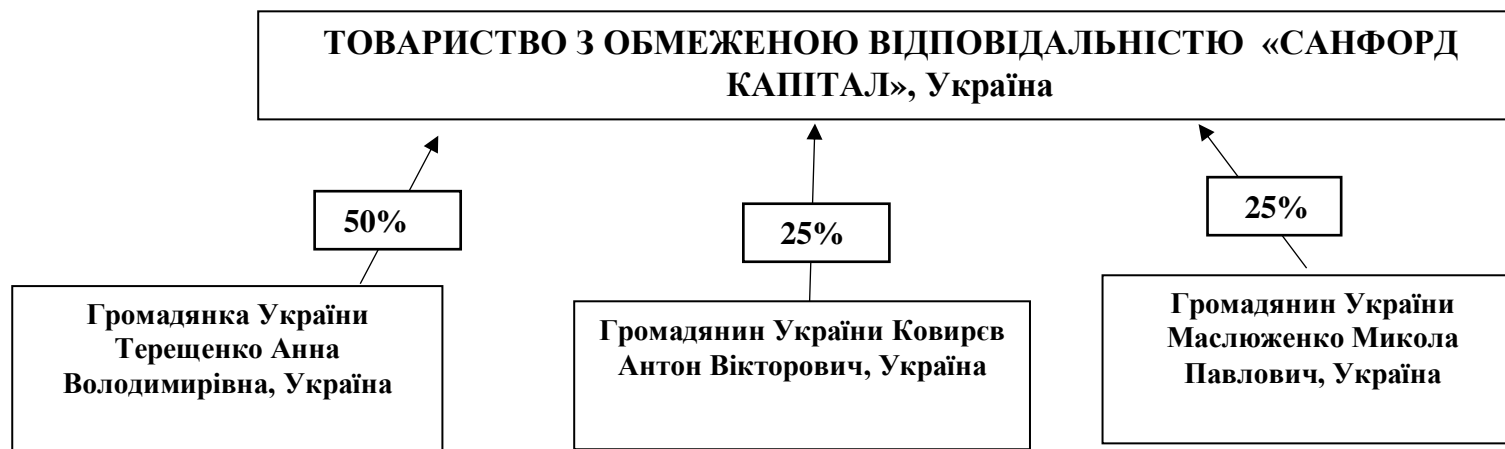 ТОВАРИСТВО З ОБМЕЖЕНОЮ ВІДПОВІДАЛЬНІСТЮ «САНФОРД
КАПІТАЛ», Україна
50%
25%
25%
Громадянка України
Терещенко Анна
Володимирівна, Україна
Громадянин України Ковирєв
Антон Вікторович, Україна
Громадянин України
Маслюженко Микола
Павлович, Україна